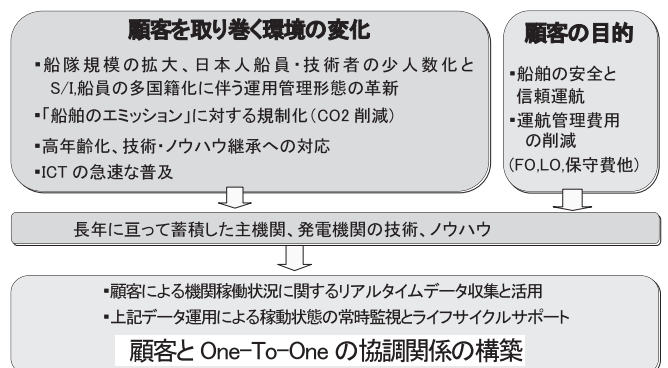 顧客を取り巻く環境の変化
▪船隊規模の拡大、日本人船員・技術者の少人数化と
S/I,船員の多国籍化に伴う運用管理形態の革新
▪「船舶のエミッション」に対する規制化(CO2 削減)
▪高年齢化、技術・ノウハウ継承への対応
▪ICT の急速な普及
顧客の目的
▪船舶の安全と
信頼運航
▪運航管理費用
の削減
(FO,LO,保守費他)
長年に亘って蓄積した主機関、発電機関の技術、ノウハウ
▪顧客による機関稼働状況に関するリアルタイムデータ収集と活用
▪上記データ運用による稼動状態の常時監視とライフサイクルサポート
顧客と One-To-One の協調関係の構築